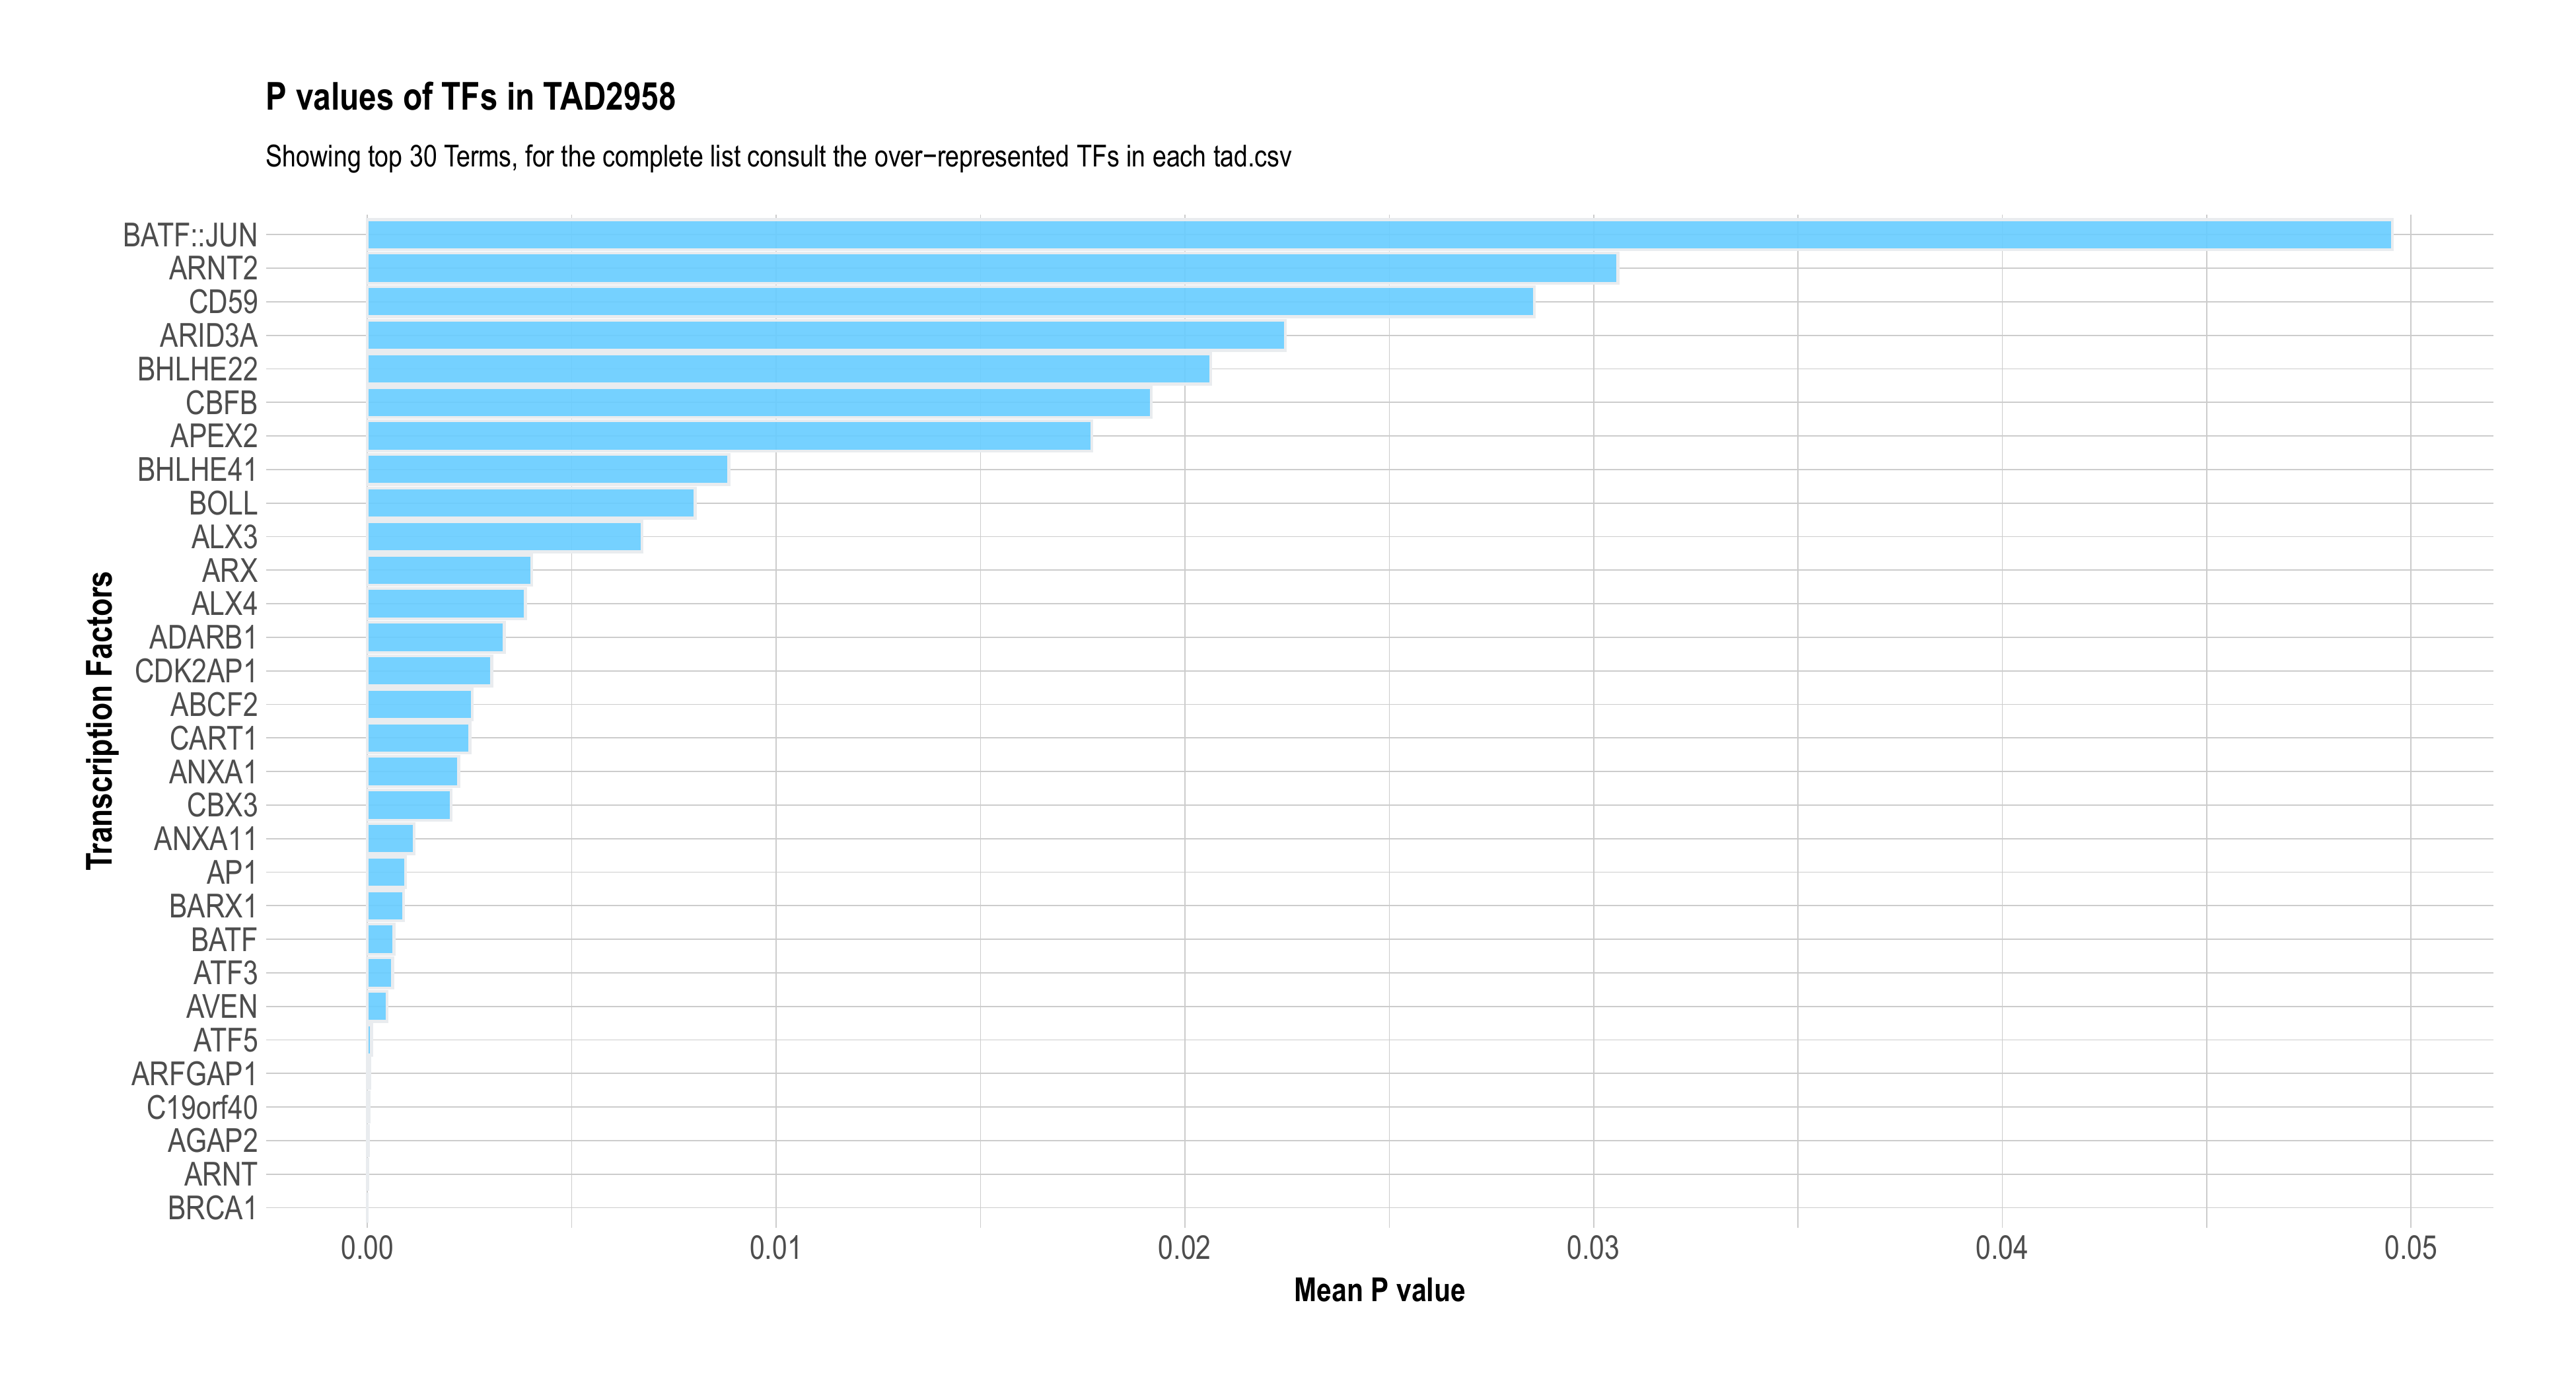 P values of TFs in TAD2958
Showing top 30 Terms, for the complete list consult the over−represented TFs in each tad.csv
Transcription Factors
BATF::JUN
ARNT2
CD59
ARID3A
BHLHE22
CBFB
APEX2
BHLHE41
BOLL
ALX3
ARX
ALX4
ADARB1
CDK2AP1
ABCF2
CART1
ANXA1
CBX3
ANXA11
AP1
BARX1
BATF
ATF3
AVEN
ATF5
ARFGAP1
C19orf40
AGAP2
ARNT
BRCA1
0.00 0.01 0.02 0.03 0.04 0.05
Mean P value